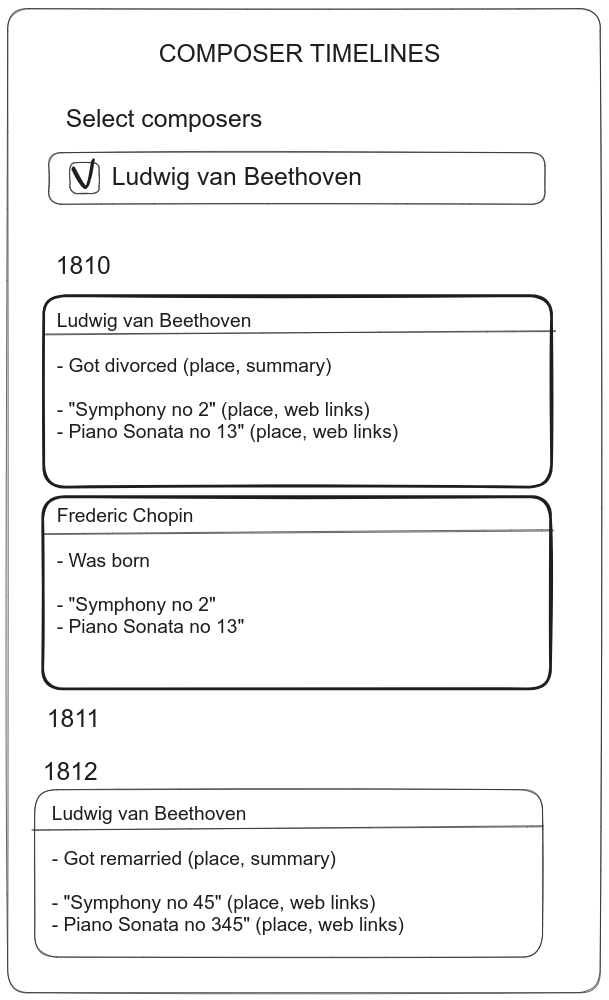 COMPOSER TIMELINES
Select composers
Ludwig van Beethoven
1810
Ludwig van Beethoven
- Got divorced (place, summary)
- "Symphony no 2" (place, web links)
- Piano Sonata no 13" (place, web links)
Frederic Chopin
- Was born
- "Symphony no 2"
- Piano Sonata no 13"
1811
1812
Ludwig van Beethoven
- Got remarried (place, summary)
- "Symphony no 45" (place, web links)
- Piano Sonata no 345" (place, web links)